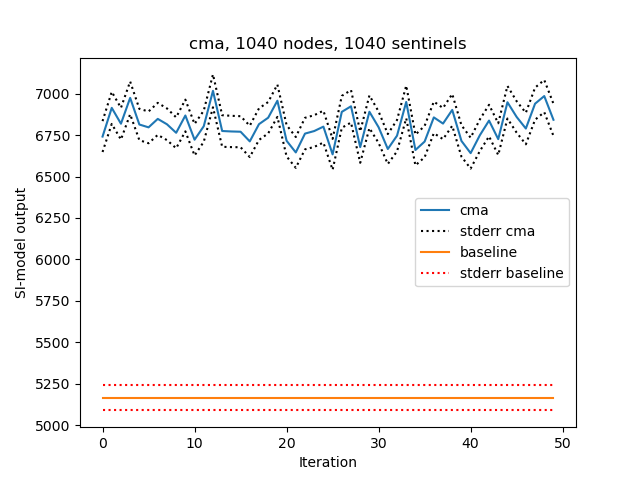 cma, 1040 nodes, 1040 sentinels
SI-model output
7000
6750
6500
6250
6000
5750
5500
5250
5000
cma
stderr cma
baseline
stderr baseline
0 10 20 30 40 50
Iteration